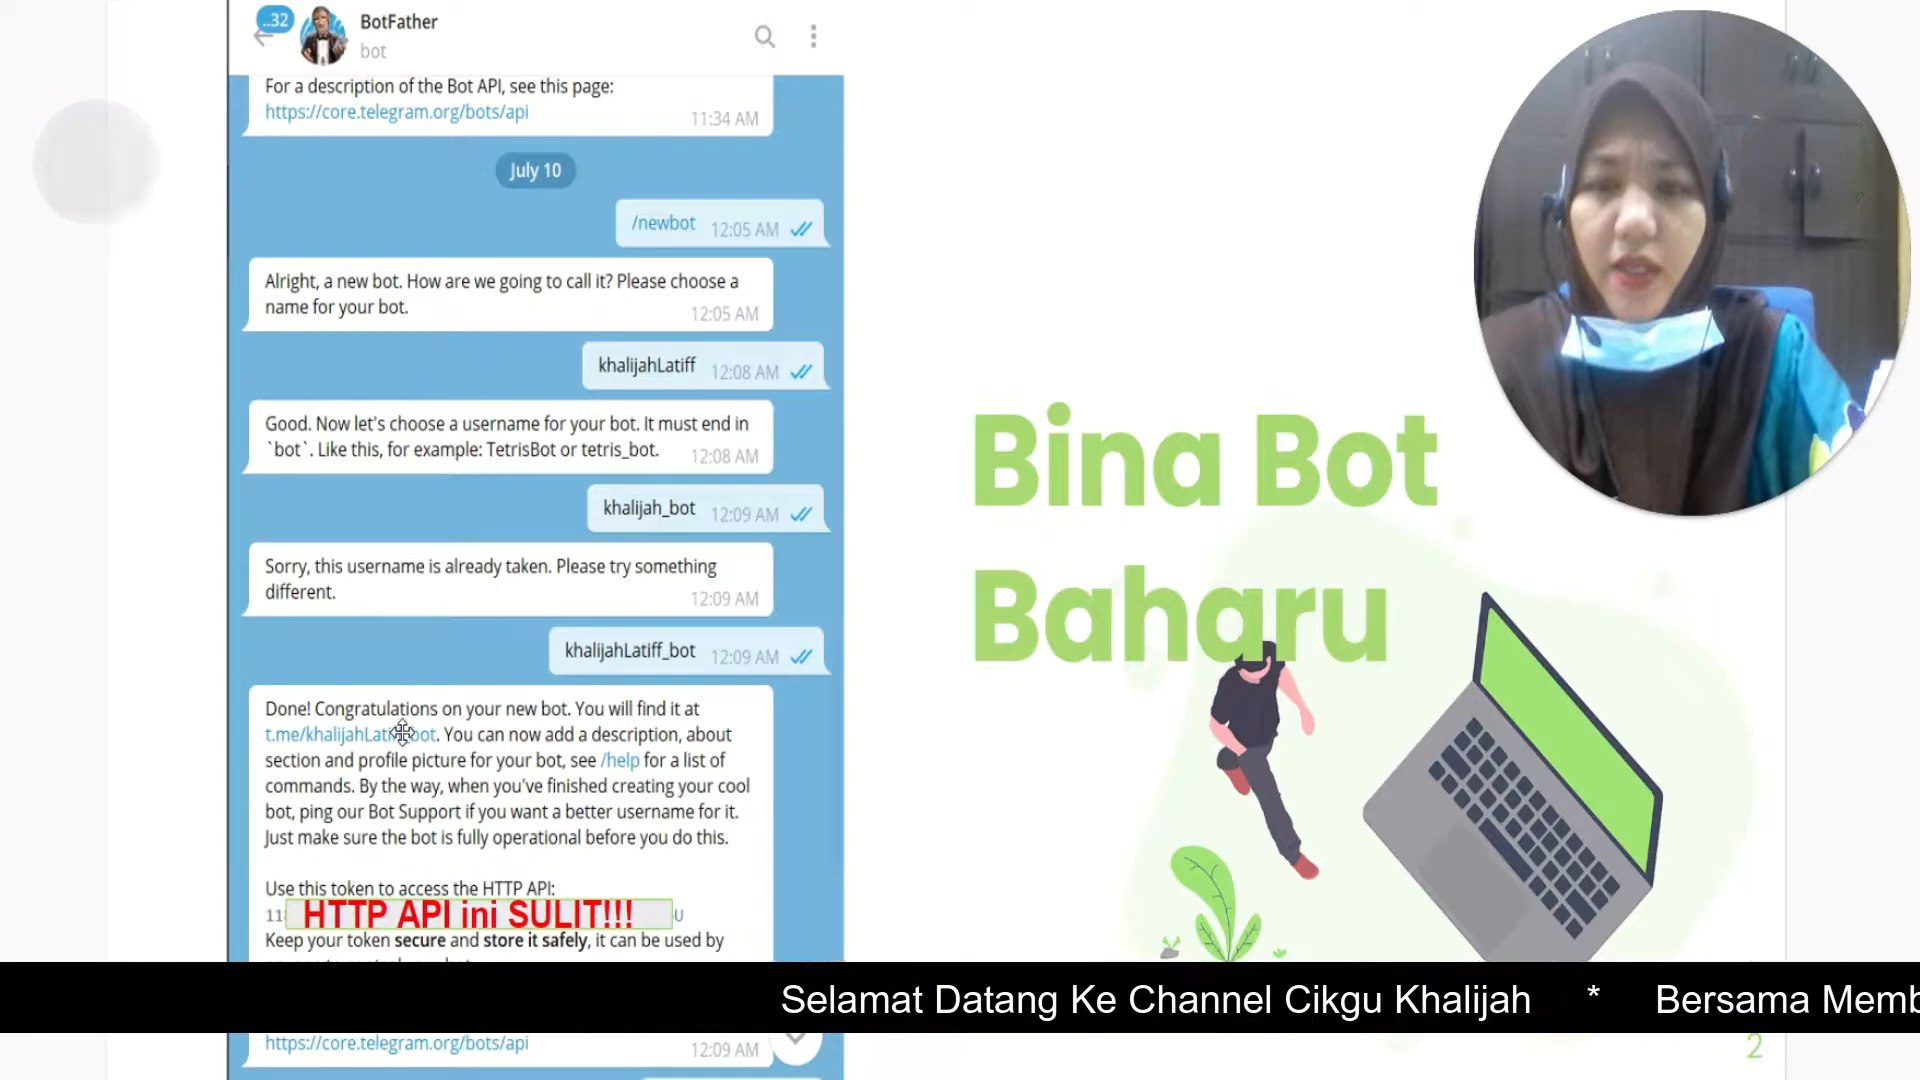 ..32
BotFather
bot
For a description of the Bot API, see this page:
https://core.telegram.org/bots/api
11:34 AM
July 10
/newbot 12:05 AM
Alright, a new bot. How are we going to call it? Please choose a
name for your bot.
12:05 AM
khalijahLatiff 12:08 AM
Good. Now let's choose a username for your bot. It must end in
`bot`. Like this, for example: TetrisBot or tetris_bot.
12:08 AM
khalijah_bot 12:09 AM
Sorry, this username is already taken. Please try something
different.
12:09 AM
khalijahLatiff_bot 12:09 AM
Done! Congratulations on your new bot. You will find it at
t.me/khalijahLatiff_bot. You can now add a description, about
section and profile picture for your bot, see /help for a list of
commands. By the way, when you've finished creating your cool
bot, ping our Bot Support if you want a better username for it.
Just make sure the bot is fully operational before you do this.
Use this token to access the HTTP API:
HTTP API ini SULIT!!!
Keep your token secure and store it safely, it can be used by
https://core.telegram.org/bots/api
12:09 AM
Bina Bot
Baharu
Selamat Datang Ke Channel Cikgu Khalijah * Bersama Memb
2